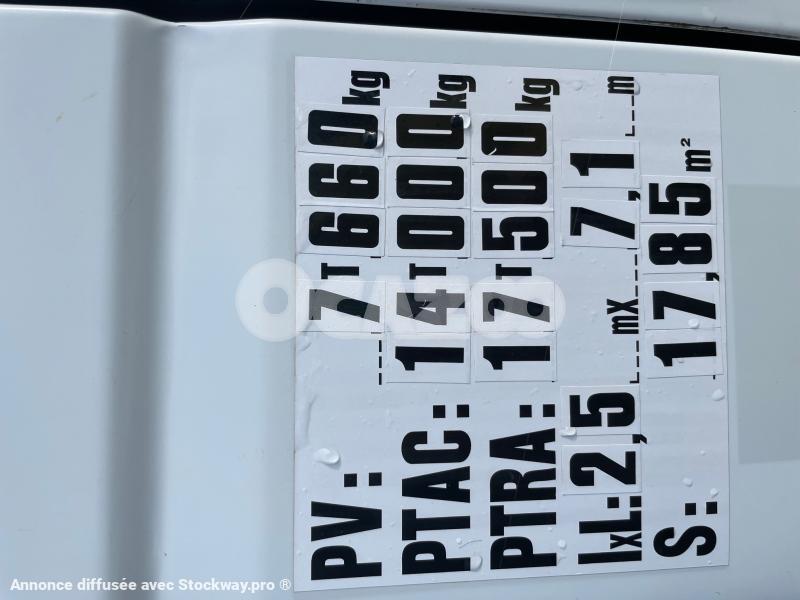 PV: 7T660kg
PTAC: 14T000kg
PTRA: 17T500kg
lxL: 2,5 mX 7,1 m
S: 17,85 m²
Annonce diffusée avec Stockway.pro ®